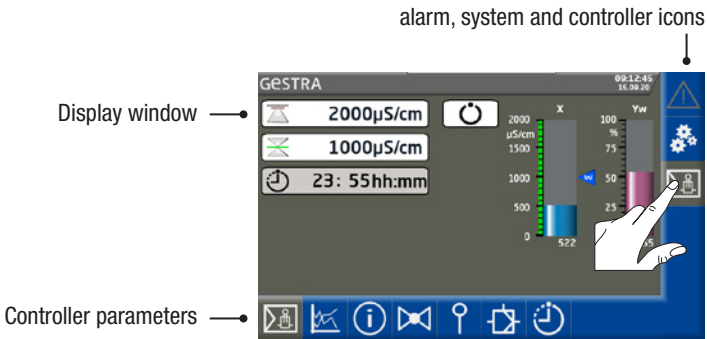 alarm, system and controller icons
Display window
Controller parameters
GESTRA
09:12:45
15.09.20
2000µS/cm
1000µS/cm
23: 55hh:mm
X
2000
µS/cm
1500
1000
500
0
522
w
Yw
100
%
75
50
25